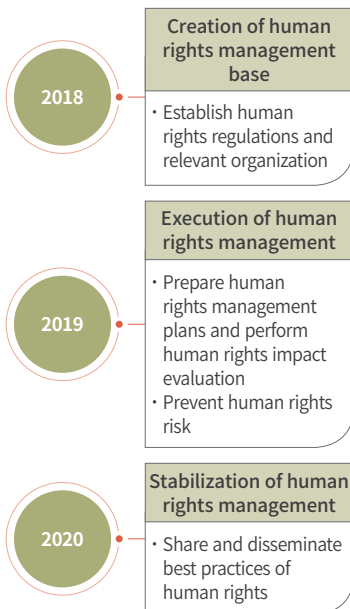 2018
Creation of human
rights management
base
· Establish human
rights regulations and
relevant organization
2019
Execution of human
rights management
· Prepare human
rights management
plans and perform
human rights impact
evaluation
· Prevent human rights
risk
2020
Stabilization of human
rights management
· Share and disseminate
best practices of
human rights